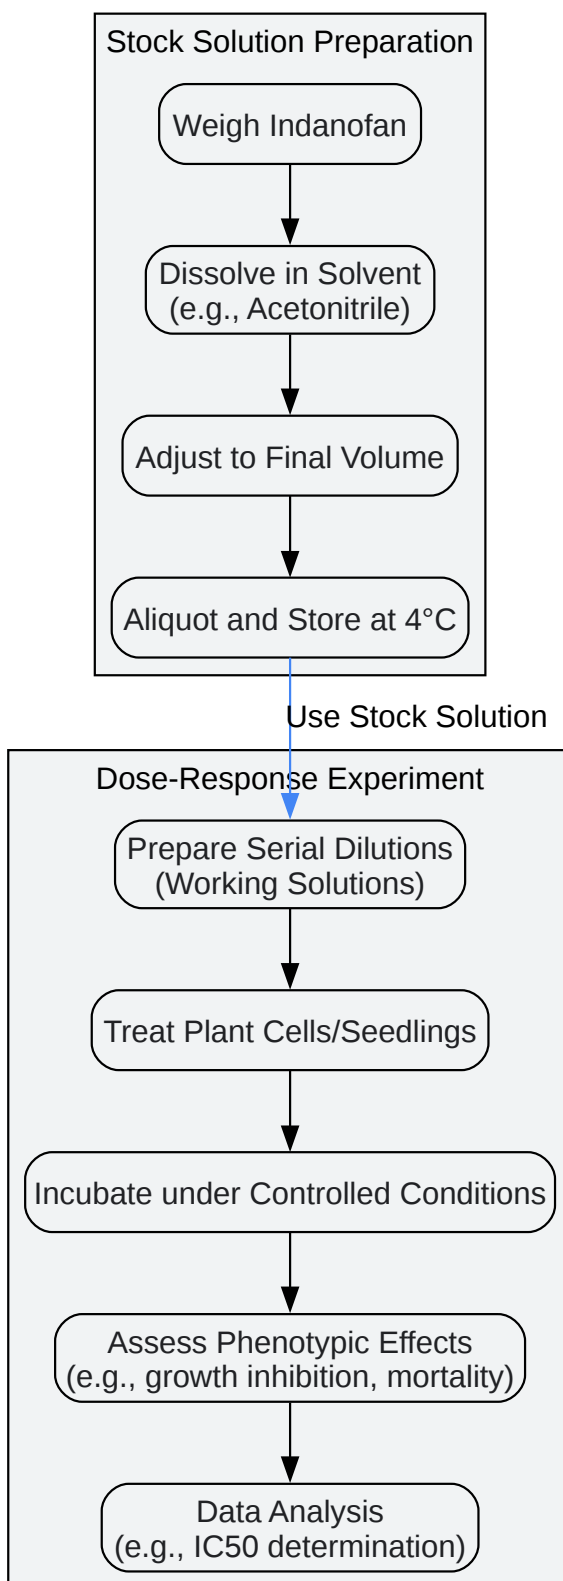 Stock Solution Preparation
Weigh Indanofan
Dissolve in Solvent
(e.g., Acetonitrile)
Adjust to Final Volume
Aliquot and Store at 4°C
Use Stock Solution
Dose-Response Experiment
Prepare Serial Dilutions
(Working Solutions)
Treat Plant Cells/Seedlings
Incubate under Controlled Conditions
Assess Phenotypic Effects
(e.g., growth inhibition, mortality)
Data Analysis
(e.g., IC50 determination)